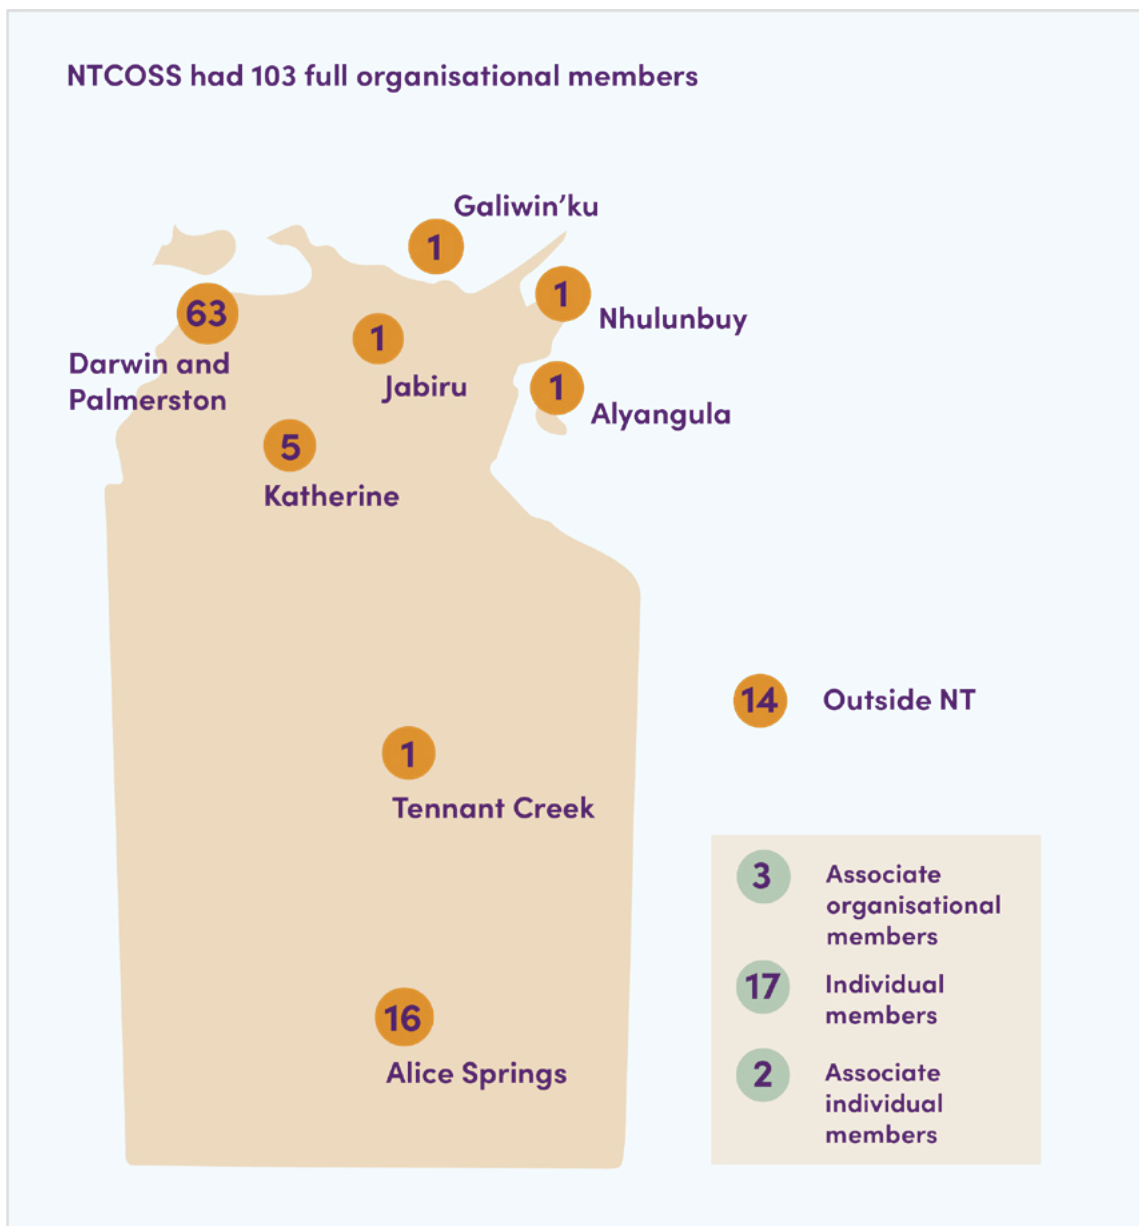 NTCOSS had 103 full organisational members
Galiwin’ku
1
1
Nhulunbuy
63
Darwin and
Palmerston
1
Jabiru
1
Alyangula
5
Katherine
14
Outside NT
1
Tennant Creek
3
Associate
organisational
members
17
Individual
members
16
Alice Springs
2
Associate
individual
members